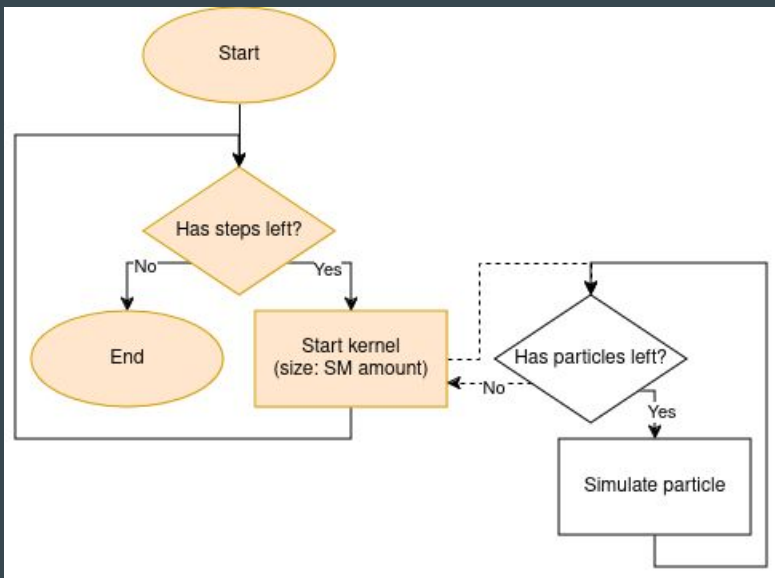 Start
Has steps left?
No
Yes
End
Start kernel
(size: SM amount)
Has particles left?
No
Yes
Simulate particle